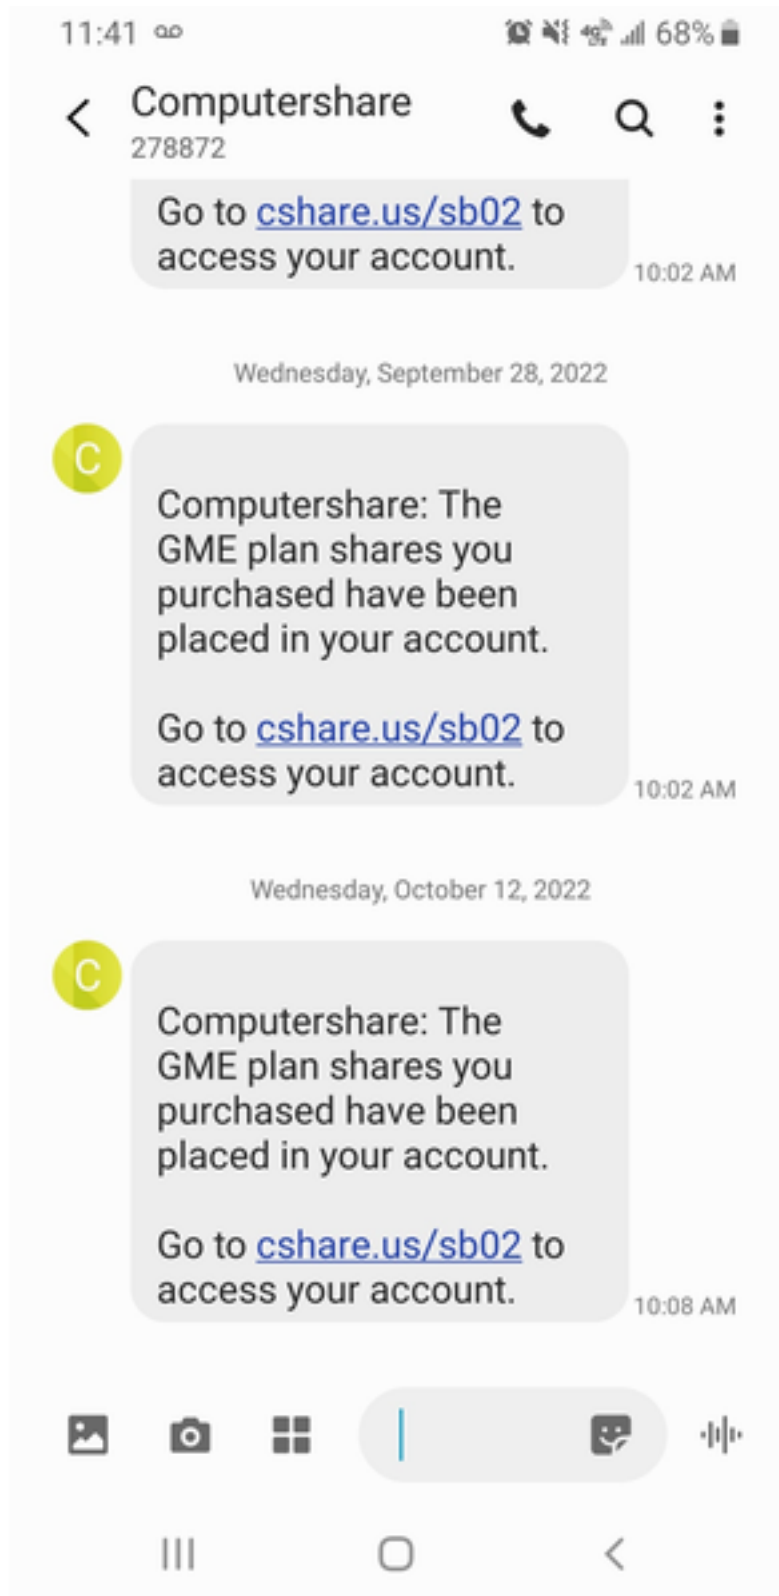 11:41 68%
Computershare
278872
Go to cshare.us/sb02 to
access your account.
10:02 AM
Wednesday, September 28, 2022
C
Computershare: The
GME plan shares you
purchased have been
placed in your account.
Go to cshare.us/sb02 to
access your account.
10:02 AM
Wednesday, October 12, 2022
C
Computershare: The
GME plan shares you
purchased have been
placed in your account.
Go to cshare.us/sb02 to
access your account.
10:08 AM